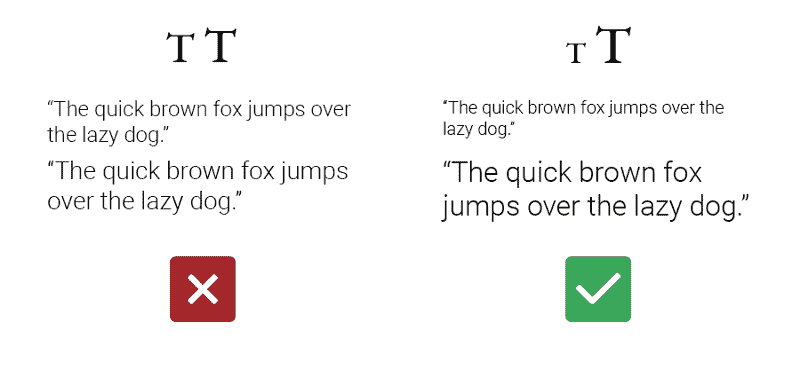 T T
“The quick brown fox jumps over
the lazy dog.”
“The quick brown fox jumps
over the lazy dog.”
T T
“The quick brown fox jumps over the
lazy dog.”
“The quick brown fox
jumps over the lazy dog.”